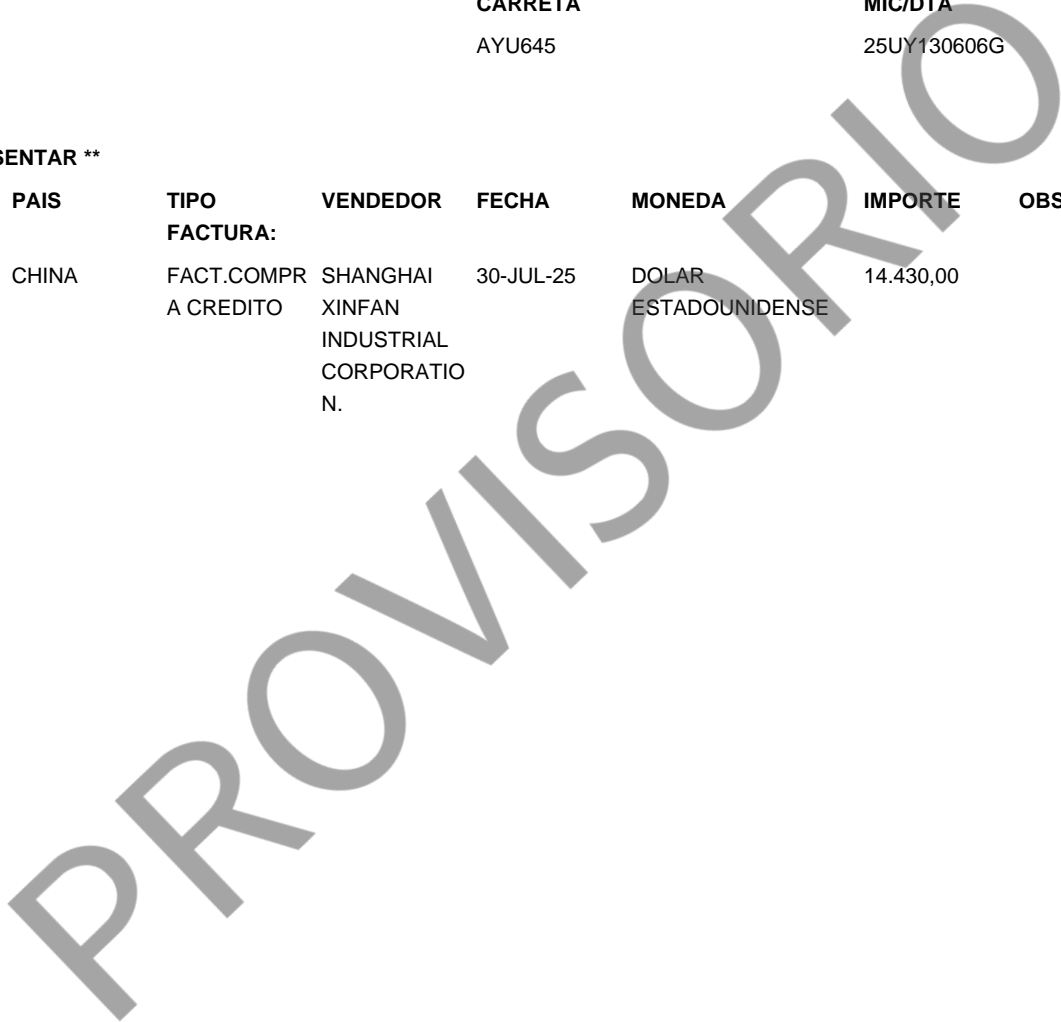 CARRETA MIC/DTA
AYU645 25UY130606G
SENTAR **
PAIS TIPO VENDEDOR FECHA MONEDA IMPORTE OBS
FACTURA:
CHINA FACT.COMPR SHANGHAI 30-JUL-25 DOLAR 14.430,00
A CREDITO XINFAN ESTADOUNIDENSE
INDUSTRIAL
CORPORATIO
N.
PROVISORIO